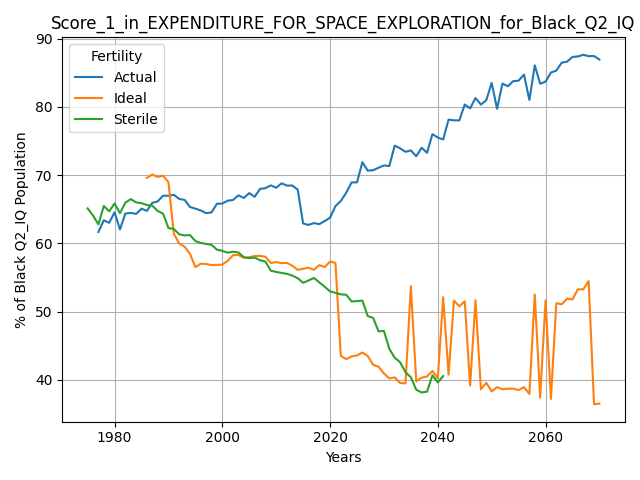 Score_1_in_EXPENDITURE_FOR_SPACE_EXPLORATION_for_Black_Q2_IQ
Fertility
Actual
Ideal
Sterile
% of Black Q2_IQ Population
90
80
70
60
50
40
1980
2000
2020
2040
2060
Years